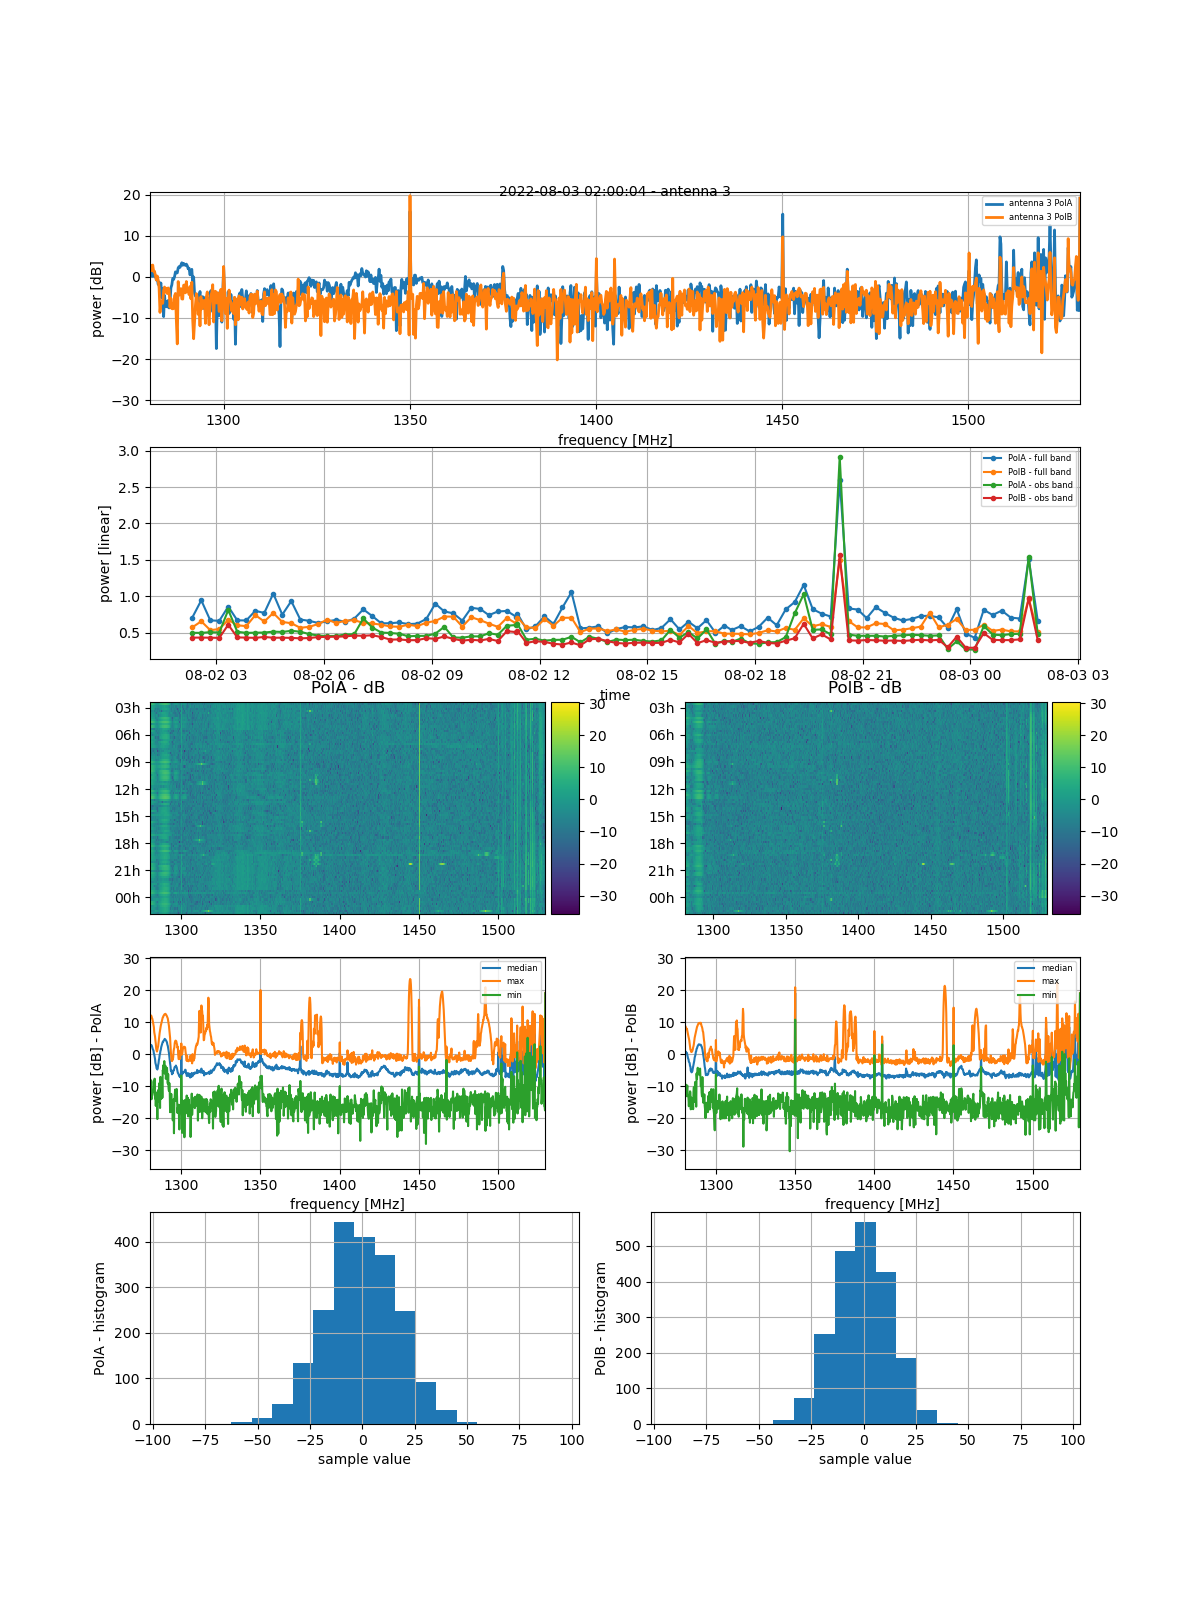 2022-08-03 02:00:04 - antenna 3
power [dB]
20
10
0
−10
−20
−30
antenna 3 PolA
antenna 3 PolB
1300
1350
1400
1450
1500
frequency [MHz]
power [linear]
3.0
2.5
2.0
1.5
1.0
0.5
PolA - full band
PolB - full band
PolA - obs band
PolB - obs band
08-02 03
08-02 06
08-02 09
08-02 12
08-02 15
08-02 18
08-02 21
08-03 00
08-03 03
time
PolA - dB
03h
06h
09h
12h
15h
18h
21h
00h
1300
1350
1400
1450
1500
30
20
10
0
−10
−20
−30
PolB - dB
03h
06h
09h
12h
15h
18h
21h
00h
1300
1350
1400
1450
1500
30
20
10
0
−10
−20
−30
power [dB] - PolA
30
20
10
0
−10
−20
−30
median
max
min
1300
1350
1400
1450
1500
frequency [MHz]
power [dB] - PolB
30
20
10
0
−10
−20
−30
median
max
min
1300
1350
1400
1450
1500
frequency [MHz]
PolA - histogram
400
300
200
100
0
−100
−75
−50
−25
0
25
50
75
100
sample value
PolB - histogram
500
400
300
200
100
0
−100
−75
−50
−25
0
25
50
75
100
sample value